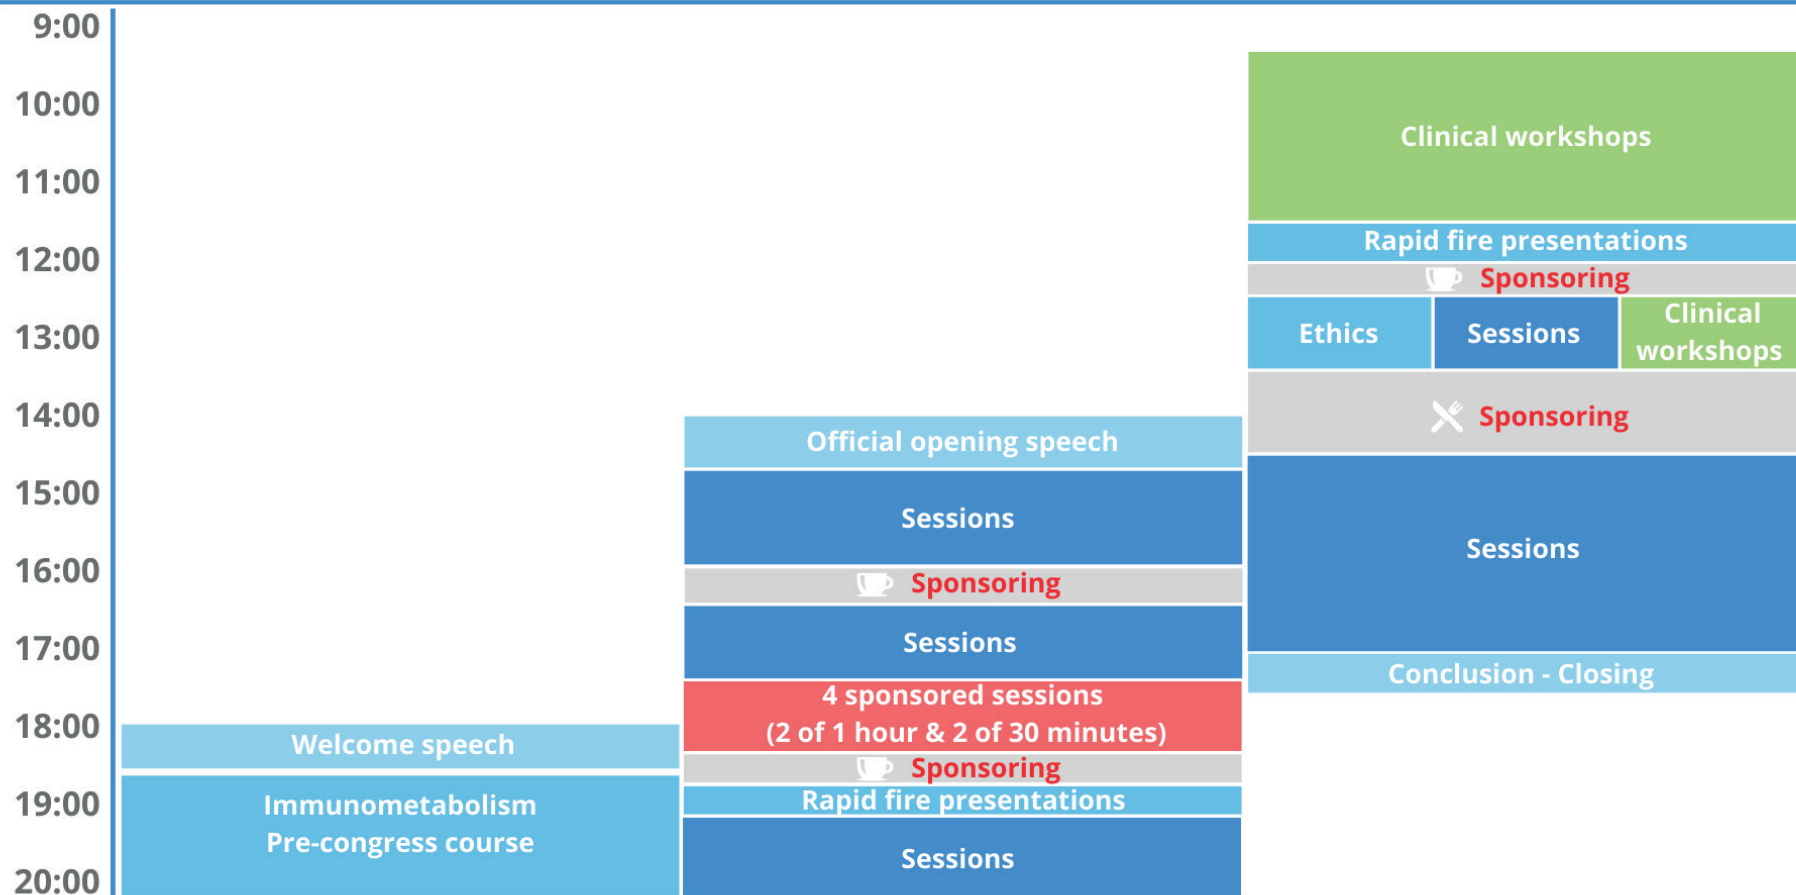 9:00
10:00
11:00
12:00
13:00
14:00
15:00
16:00
17:00
18:00
19:00
20:00
Welcome speech
Immunometabolism
Pre-congress course
Official opening speech
Sessions
Sponsoring
Sessions
4 sponsored sessions
(2 of 1 hour & 2 of 30 minutes)
Sponsoring
Rapid fire presentations
Sessions
Clinical workshops
Rapid fire presentations
Sponsoring
Ethics
Sessions
Clinical
workshops
Sponsoring
Sessions
Conclusion - Closing